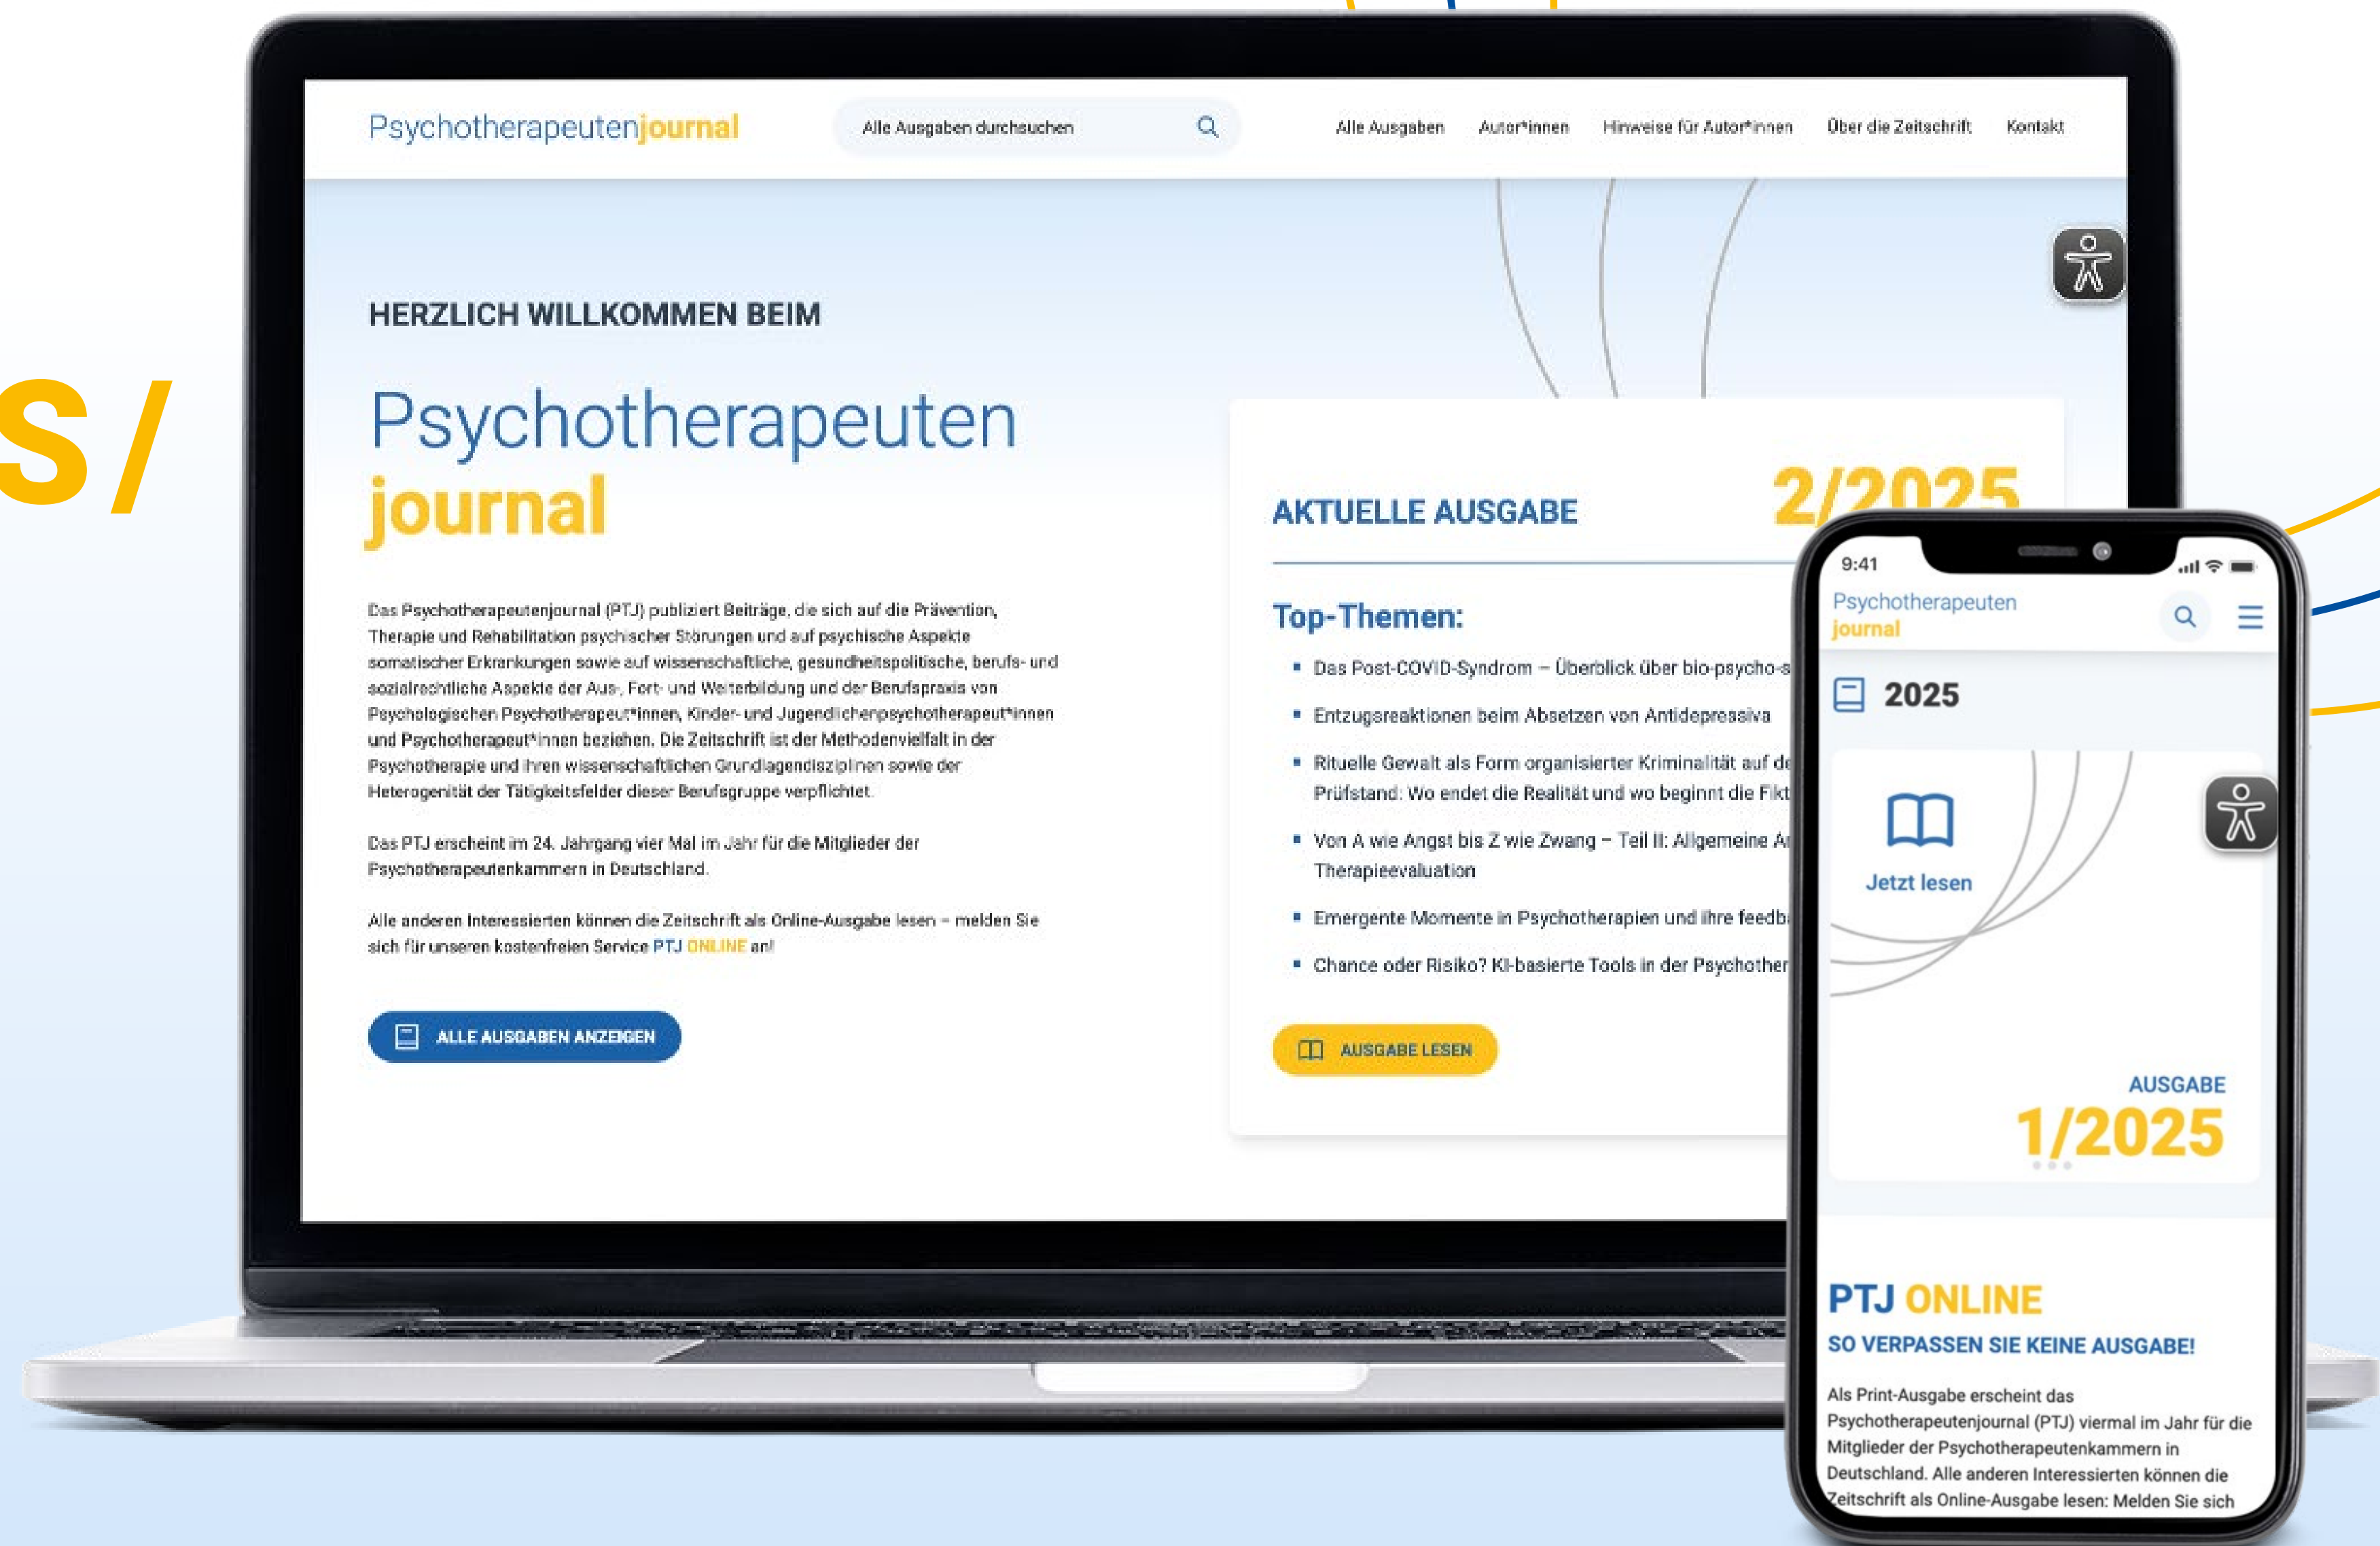 S/
Psychotherapeutenjournal
Alle Ausgaben durchsuchen
Alle Ausgaben
Autor*innen
Hinweise für Autor*innen
Über die Zeitschrift
Kontakt
HERZLICH WILLKOMMEN BEIM
Psychotherapeuten
journal
Das Psychotherapeutenjournal (PTJ) publiziert Beiträge, die sich auf die Prävention,
Therapie und Rehabilitation psychischer Störungen und auf psychische Aspekte
somatischer Erkrankungen sowie auf wissenschaftliche, gesundheitspolitische, berufs- und
sozialrechtliche Aspekte der Aus-, Fort- und Weiterbildung und der Berufspraxis von
Psychologischen Psychotherapeut*innen, Kinder- und Jugendlichenpsychotherapeut*innen
und Psychotherapeut*innen beziehen. Die Zeitschrift ist der Methodenvielfalt in der
Psychotherapie und ihren wissenschaftlichen Grundlagendisziplinen sowie der
Heterogenität der Tätigkeitsfelder dieser Berufsgruppe verpflichtet.
Das PTJ erscheint im 24. Jahrgang vier Mal im Jahr für die Mitglieder der
Psychotherapeutenkammern in Deutschland.
Alle anderen Interessierten können die Zeitschrift als Online-Ausgabe lesen – melden Sie
sich für unseren kostenfreien Service PTJ ONLINE an!
ALLE AUSGABEN ANZEIGEN
AKTUELLE AUSGABE
2/2025
Top-Themen:
Das Post-COVID-Syndrom – Überblick über bio-psycho-s
Entzugsreaktionen beim Absetzen von Antidepressiva
Rituelle Gewalt als Form organisierter Kriminalität auf de
Prüfstand: Wo endet die Realität und wo beginnt die Fikt
Von A wie Angst bis Z wie Zwang – Teil II: Allgemeine A
Therapieevaluation
Emergente Momente in Psychotherapien und ihre feedb
Chance oder Risiko? KI-basierte Tools in der Psychother
AUSGABE LESEN
9:41
Psychotherapeuten
journal
2025
Jetzt lesen
AUSGABE
1/2025
PTJ ONLINE
SO VERPASSEN SIE KEINE AUSGABE!
Als Print-Ausgabe erscheint das
Psychotherapeutenjournal (PTJ) viermal im Jahr für die
Mitglieder der Psychotherapeutenkammern in
Deutschland. Alle anderen Interessierten können die
Zeitschrift als Online-Ausgabe lesen: Melden Sie sich